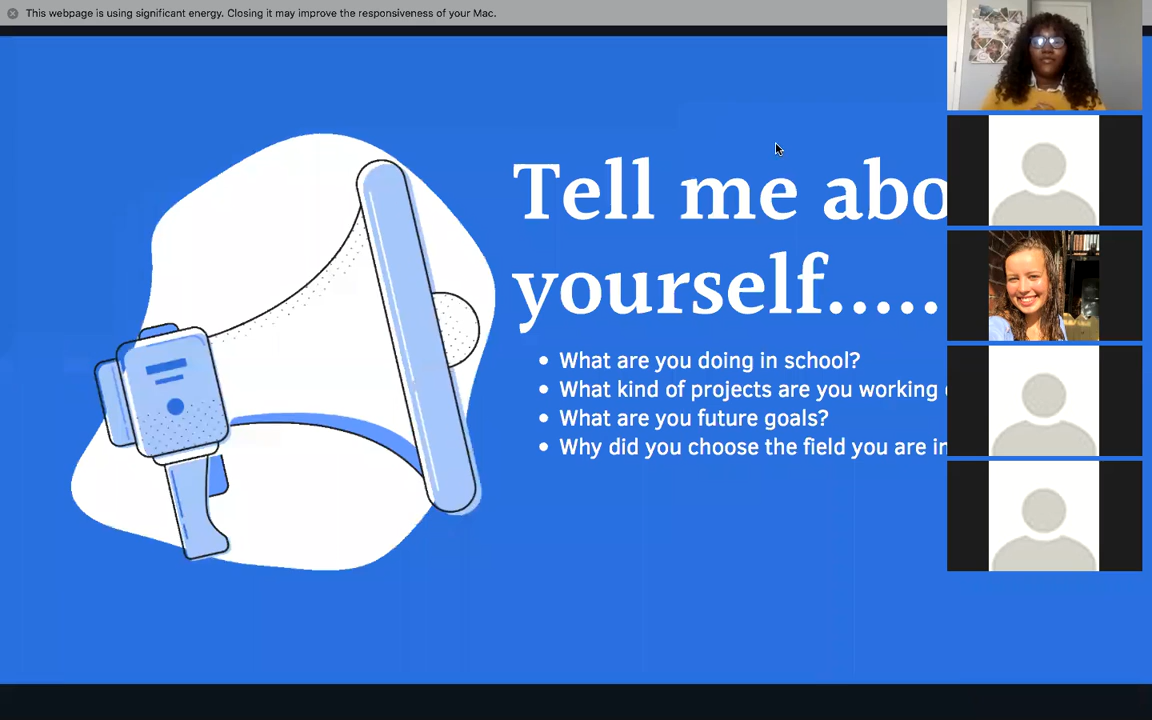 This webpage is using significant energy. Closing it may improve the responsiveness of your Mac.
Tell me abo
yourself.....
• What are you doing in school?
• What kind of projects are you working
• What are you future goals?
• Why did you choose the field you are in